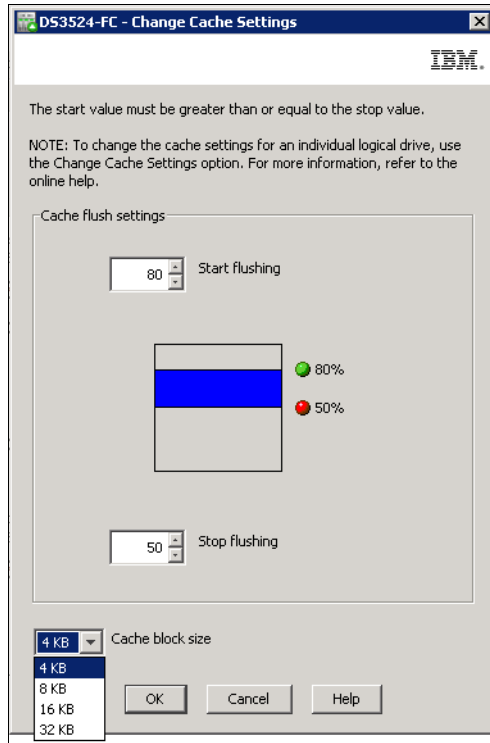 DS3524-FC - Change Cache Settings
IBM.
The start value must be greater than or equal to the stop value.
NOTE: To change the cache settings for an individual logical drive, use
the Change Cache Settings option. For more information, refer to the
online help.
Cache flush settings
80 Start flushing
80%
50%
50 Stop flushing
4 KB Cache block size
4 KB
8 KB
16 KB
32 KB
OK Cancel Help